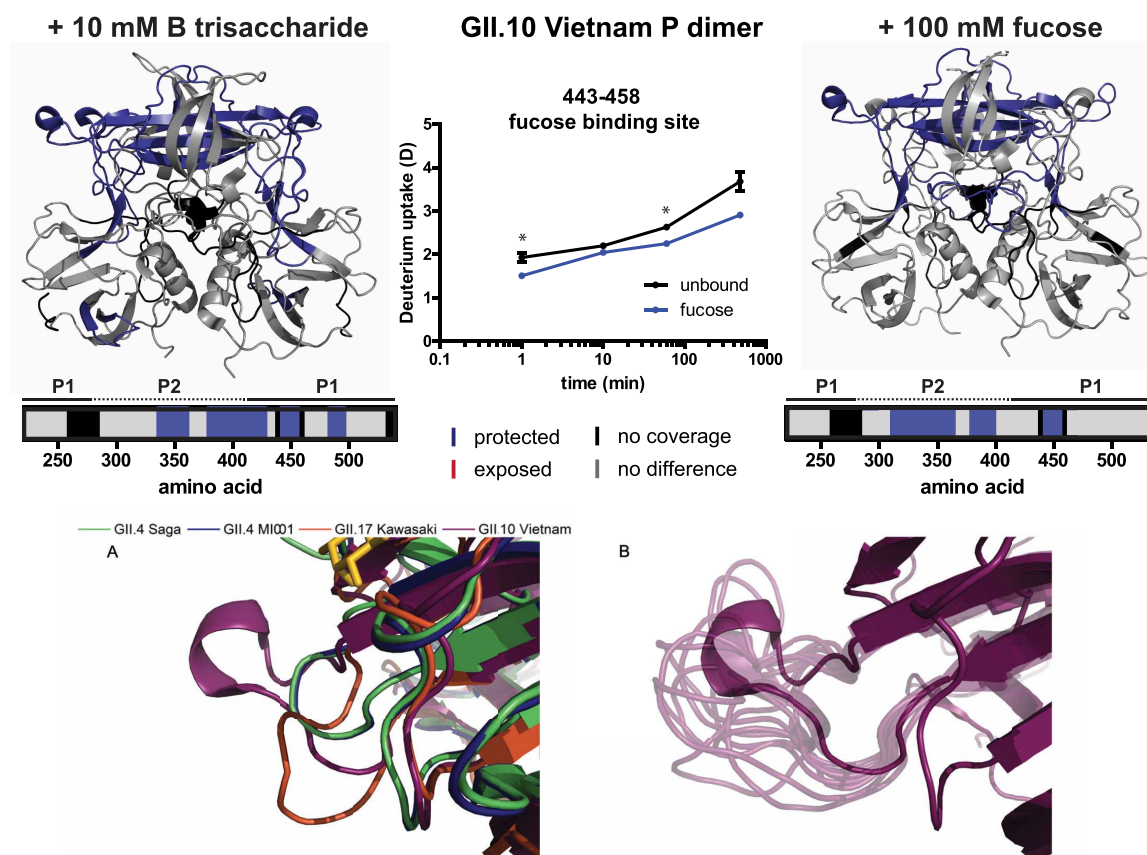 + 10 mM B trisaccharide
GII.10 Vietnam P dimer
+ 100 mM fucose
443-458
fucose binding site
Deuterium uptake (D)
5
4
3
2
1
0
*
*
unbound
fucose
0.1 1 10 100 1000
time (min)
P1 P2 P1
250 300 350 400 450 500
amino acid
protected
exposed
no coverage
no difference
P1 P2 P1
250 300 350 400 450 500
amino acid
GII.4 Saga GII.4 MI001 GII.17 Kawasaki GII.10 Vietnam
A
B